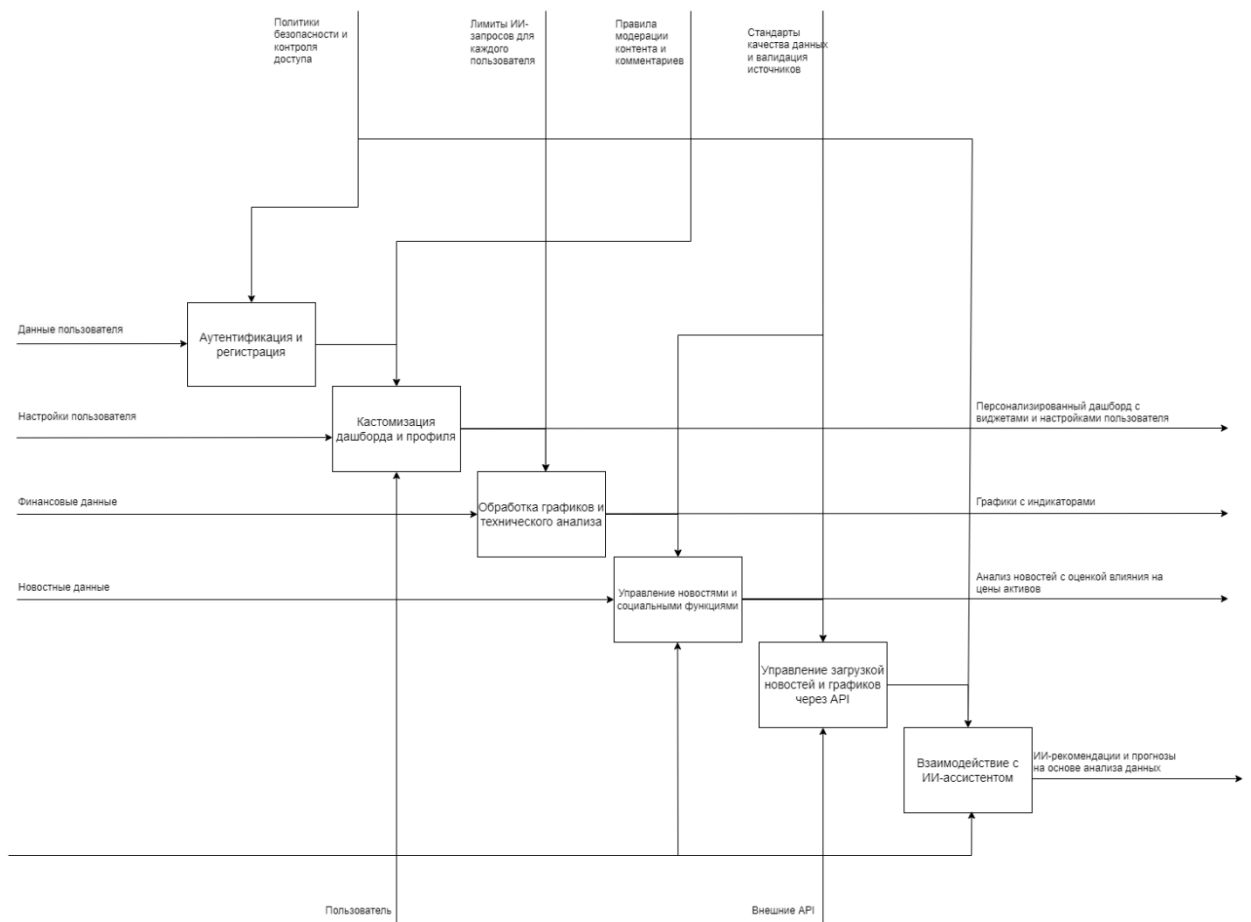 Политики
безопасности и
контроля
доступа
Лимиты ИИ-
запросов для
каждого
пользователя
Правила
модерации
контента и
комментариев
Стандарты
качества данных
и валидация
источников
Данные пользователя
Аутентификация и
регистрация
Настройки пользователя
Кастомизация
дашборда и профиля
Персонализированный дашборд с
виджетами и настройками пользователя
Финансовые данные
Обработка графиков и
технического анализа
Графики с индикаторами
Новостные данные
Управление новостями и
социальными функциями
Анализ новостей с оценкой влияния на
цены активов
Управление загрузкой
новостей и графиков
через API
Взаимодействие с
ИИ-ассистентом
ИИ-рекомендации и прогнозы
на основе анализа данных
Пользователь
Внешние API